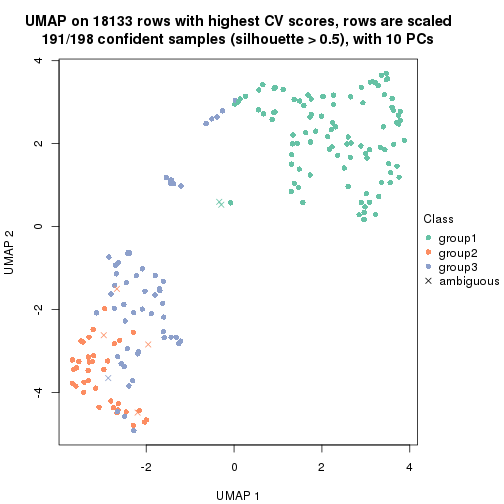 UMAP on 18133 rows with highest CV scores, rows are scaled
191/198 confident samples (silhouette > 0.5), with 10 PCs
4
2
0
-2
-4
UMAP 2
-2
0
2
4
UMAP 1
Class
group1
group2
group3
ambiguous